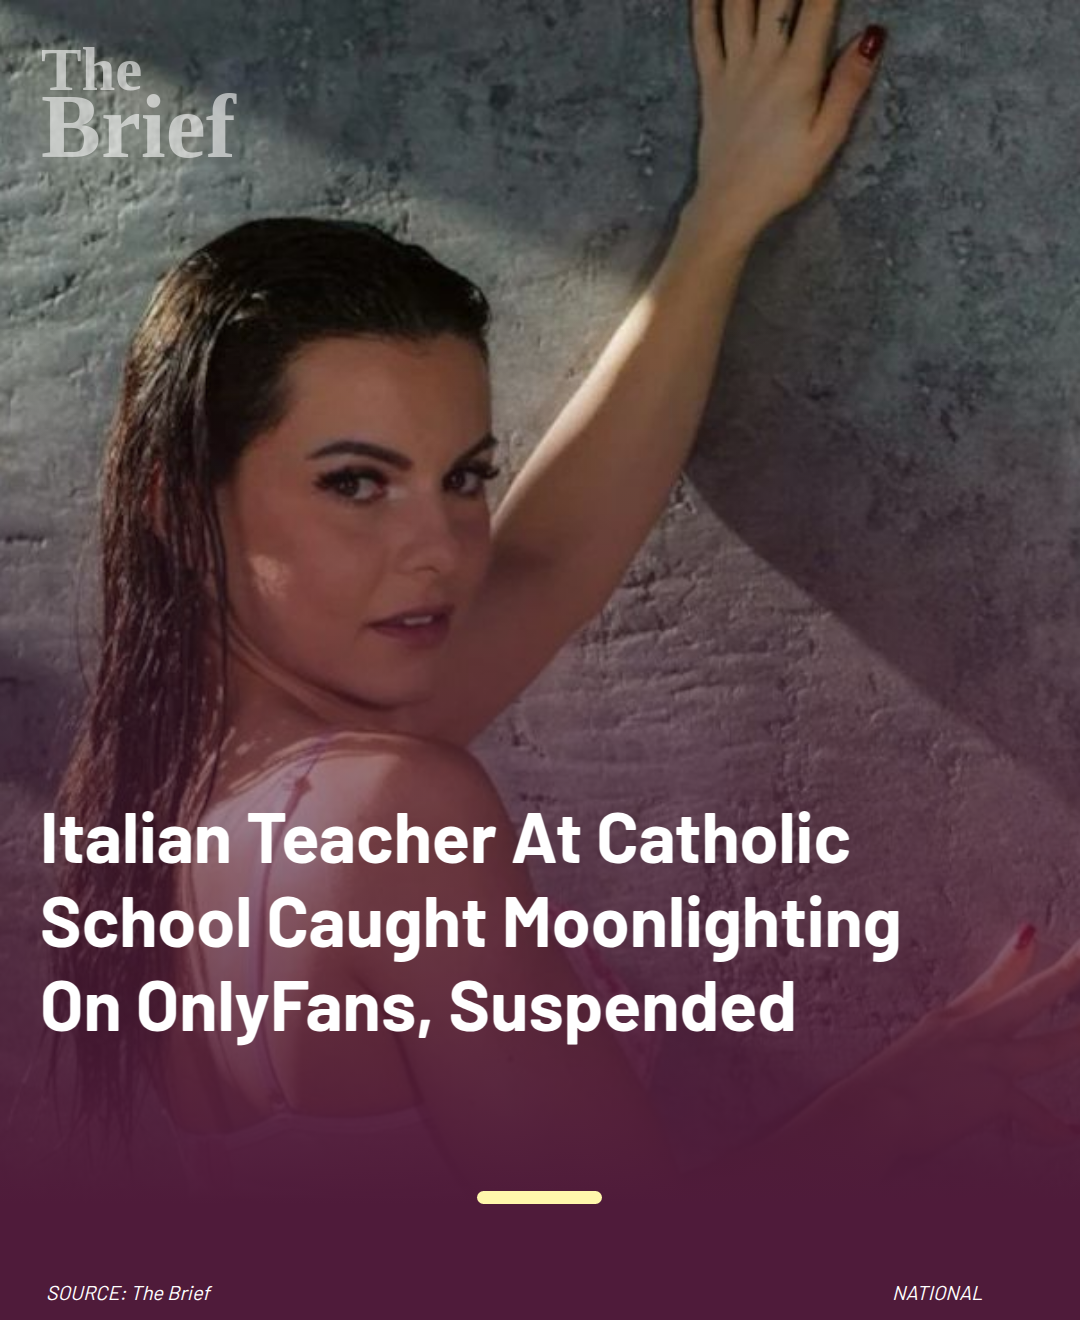 The
Brief
Italian Teacher At Catholic
School Caught Moonlighting
On OnlyFans, Suspended
SOURCE: The Brief
NATIONAL